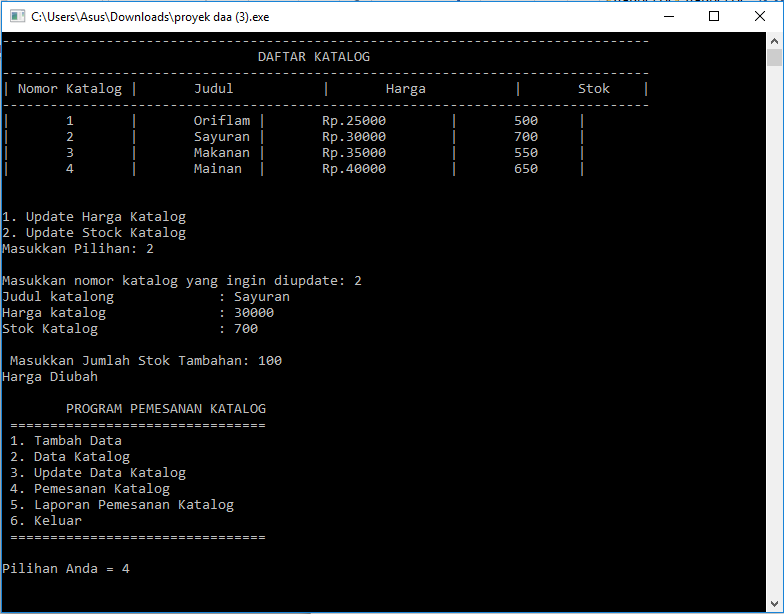 C:\Users\Asus\Downloads\proyek daa (3).exe
---------------------------------------------------------------------------------
                                DAFTAR KATALOG
---------------------------------------------------------------------------------
| Nomor Katalog |       Judul           |       Harga           |       Stok    |
---------------------------------------------------------------------------------
|       1       |       Oriflam |       Rp.25000        |       500     |
|       2       |       Sayuran |       Rp.30000        |       700     |
|       3       |       Makanan |       Rp.35000        |       550     |
|       4       |       Mainan  |       Rp.40000        |       650     |
1. Update Harga Katalog
2. Update Stock Katalog
Masukkan Pilihan: 2
Masukkan nomor katalog yang ingin diupdate: 2
Judul katalong             : Sayuran
Harga katalog              : 30000
Stok Katalog               : 700
 Masukkan Jumlah Stok Tambahan: 100
Harga Diubah
        PROGRAM PEMESANAN KATALOG
 ================================
 1. Tambah Data
 2. Data Katalog
 3. Update Data Katalog
 4. Pemesanan Katalog
 5. Laporan Pemesanan Katalog
 6. Keluar
 ================================
Pilihan Anda = 4